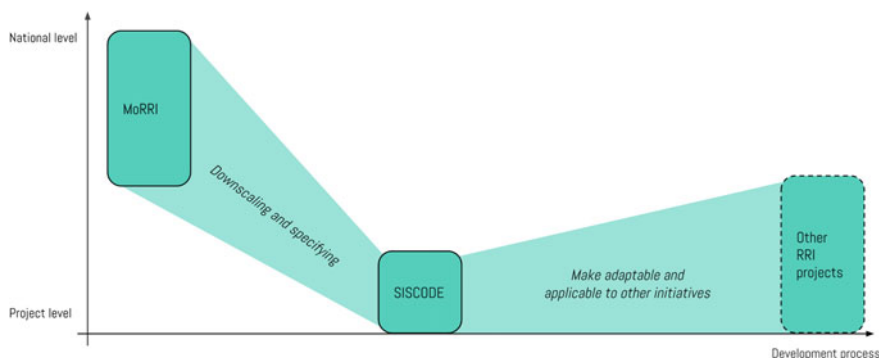 National level
MoRRI
Downscaling and specifying
SISCODE
Make adaptable and
applicable to other initiatives
Other
RRI
projects
Project level
Development process